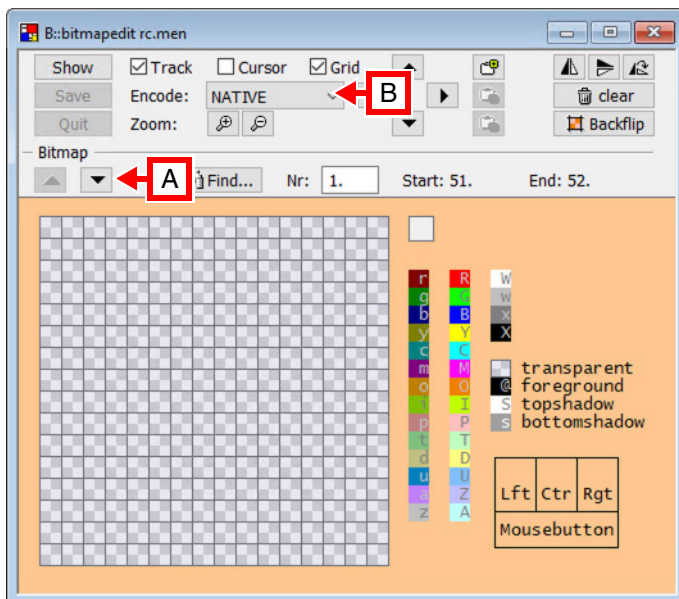 B::bitmapedit rc.men
Show Track Cursor Grid
Save Encode: NATIVE B clear
Quit Zoom: Backflip
Bitmap
A Find... Nr: 1. Start: 51. End: 52.
r R W
g G w
b B x
y Y X
c C
m M transparent
o O @ foreground
i I S topshadow
p P s bottomshadow
t T
d D
u U
a Z Lft Ctr Rgt
z A
Mousebutton